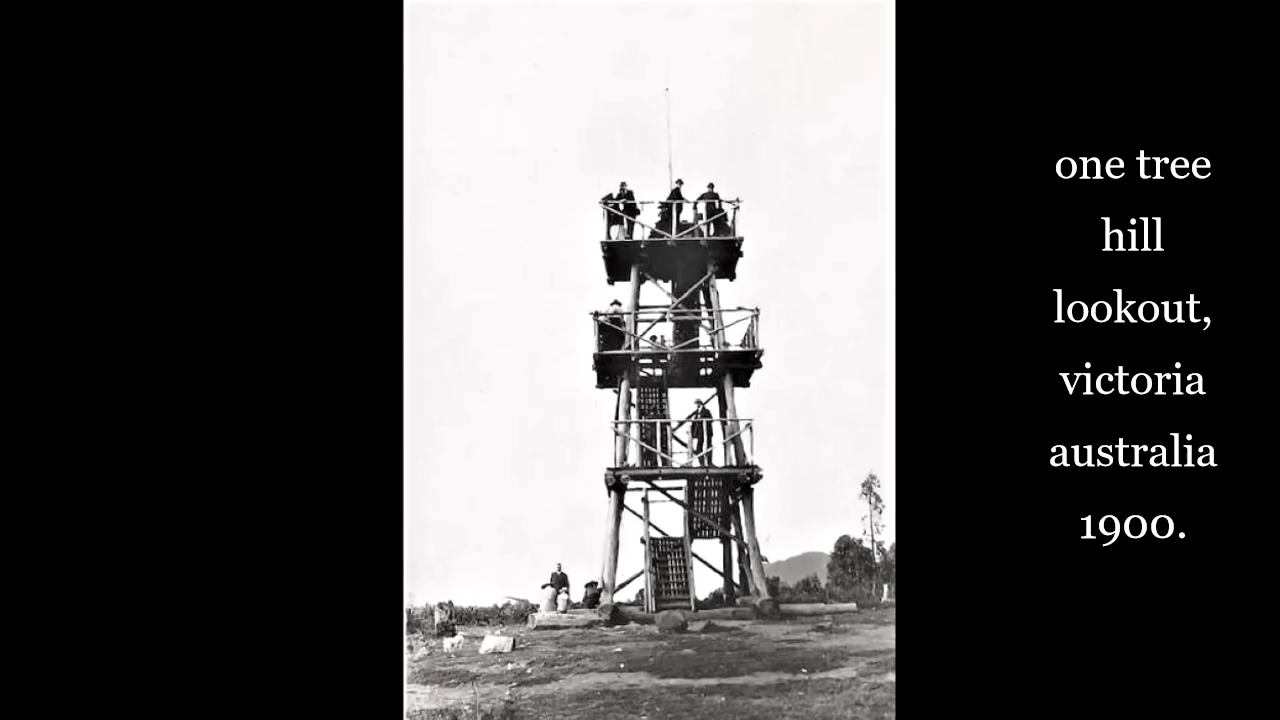 one tree
hill
lookout,
victoria
australia
1900.